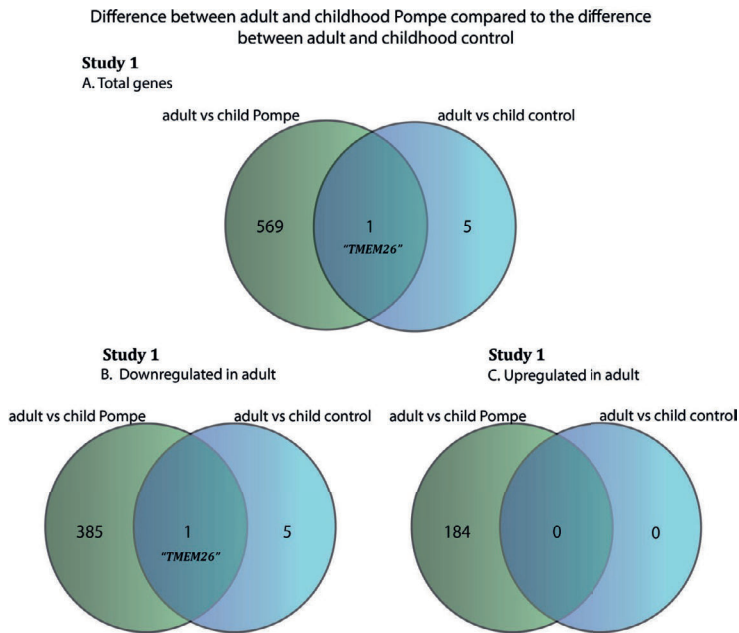 Difference between adult and childhood Pompe compared to the difference
between adult and childhood control
Study 1
A. Total genes
adult vs child Pompe
adult vs child control
569
1
5
"TMEM26"
Study 1
B. Downregulated in adult
adult vs child Pompe
adult vs child control
385
1
5
"TMEM26"
Study 1
C. Upregulated in adult
adult vs child Pompe
adult vs child control
184
0
0